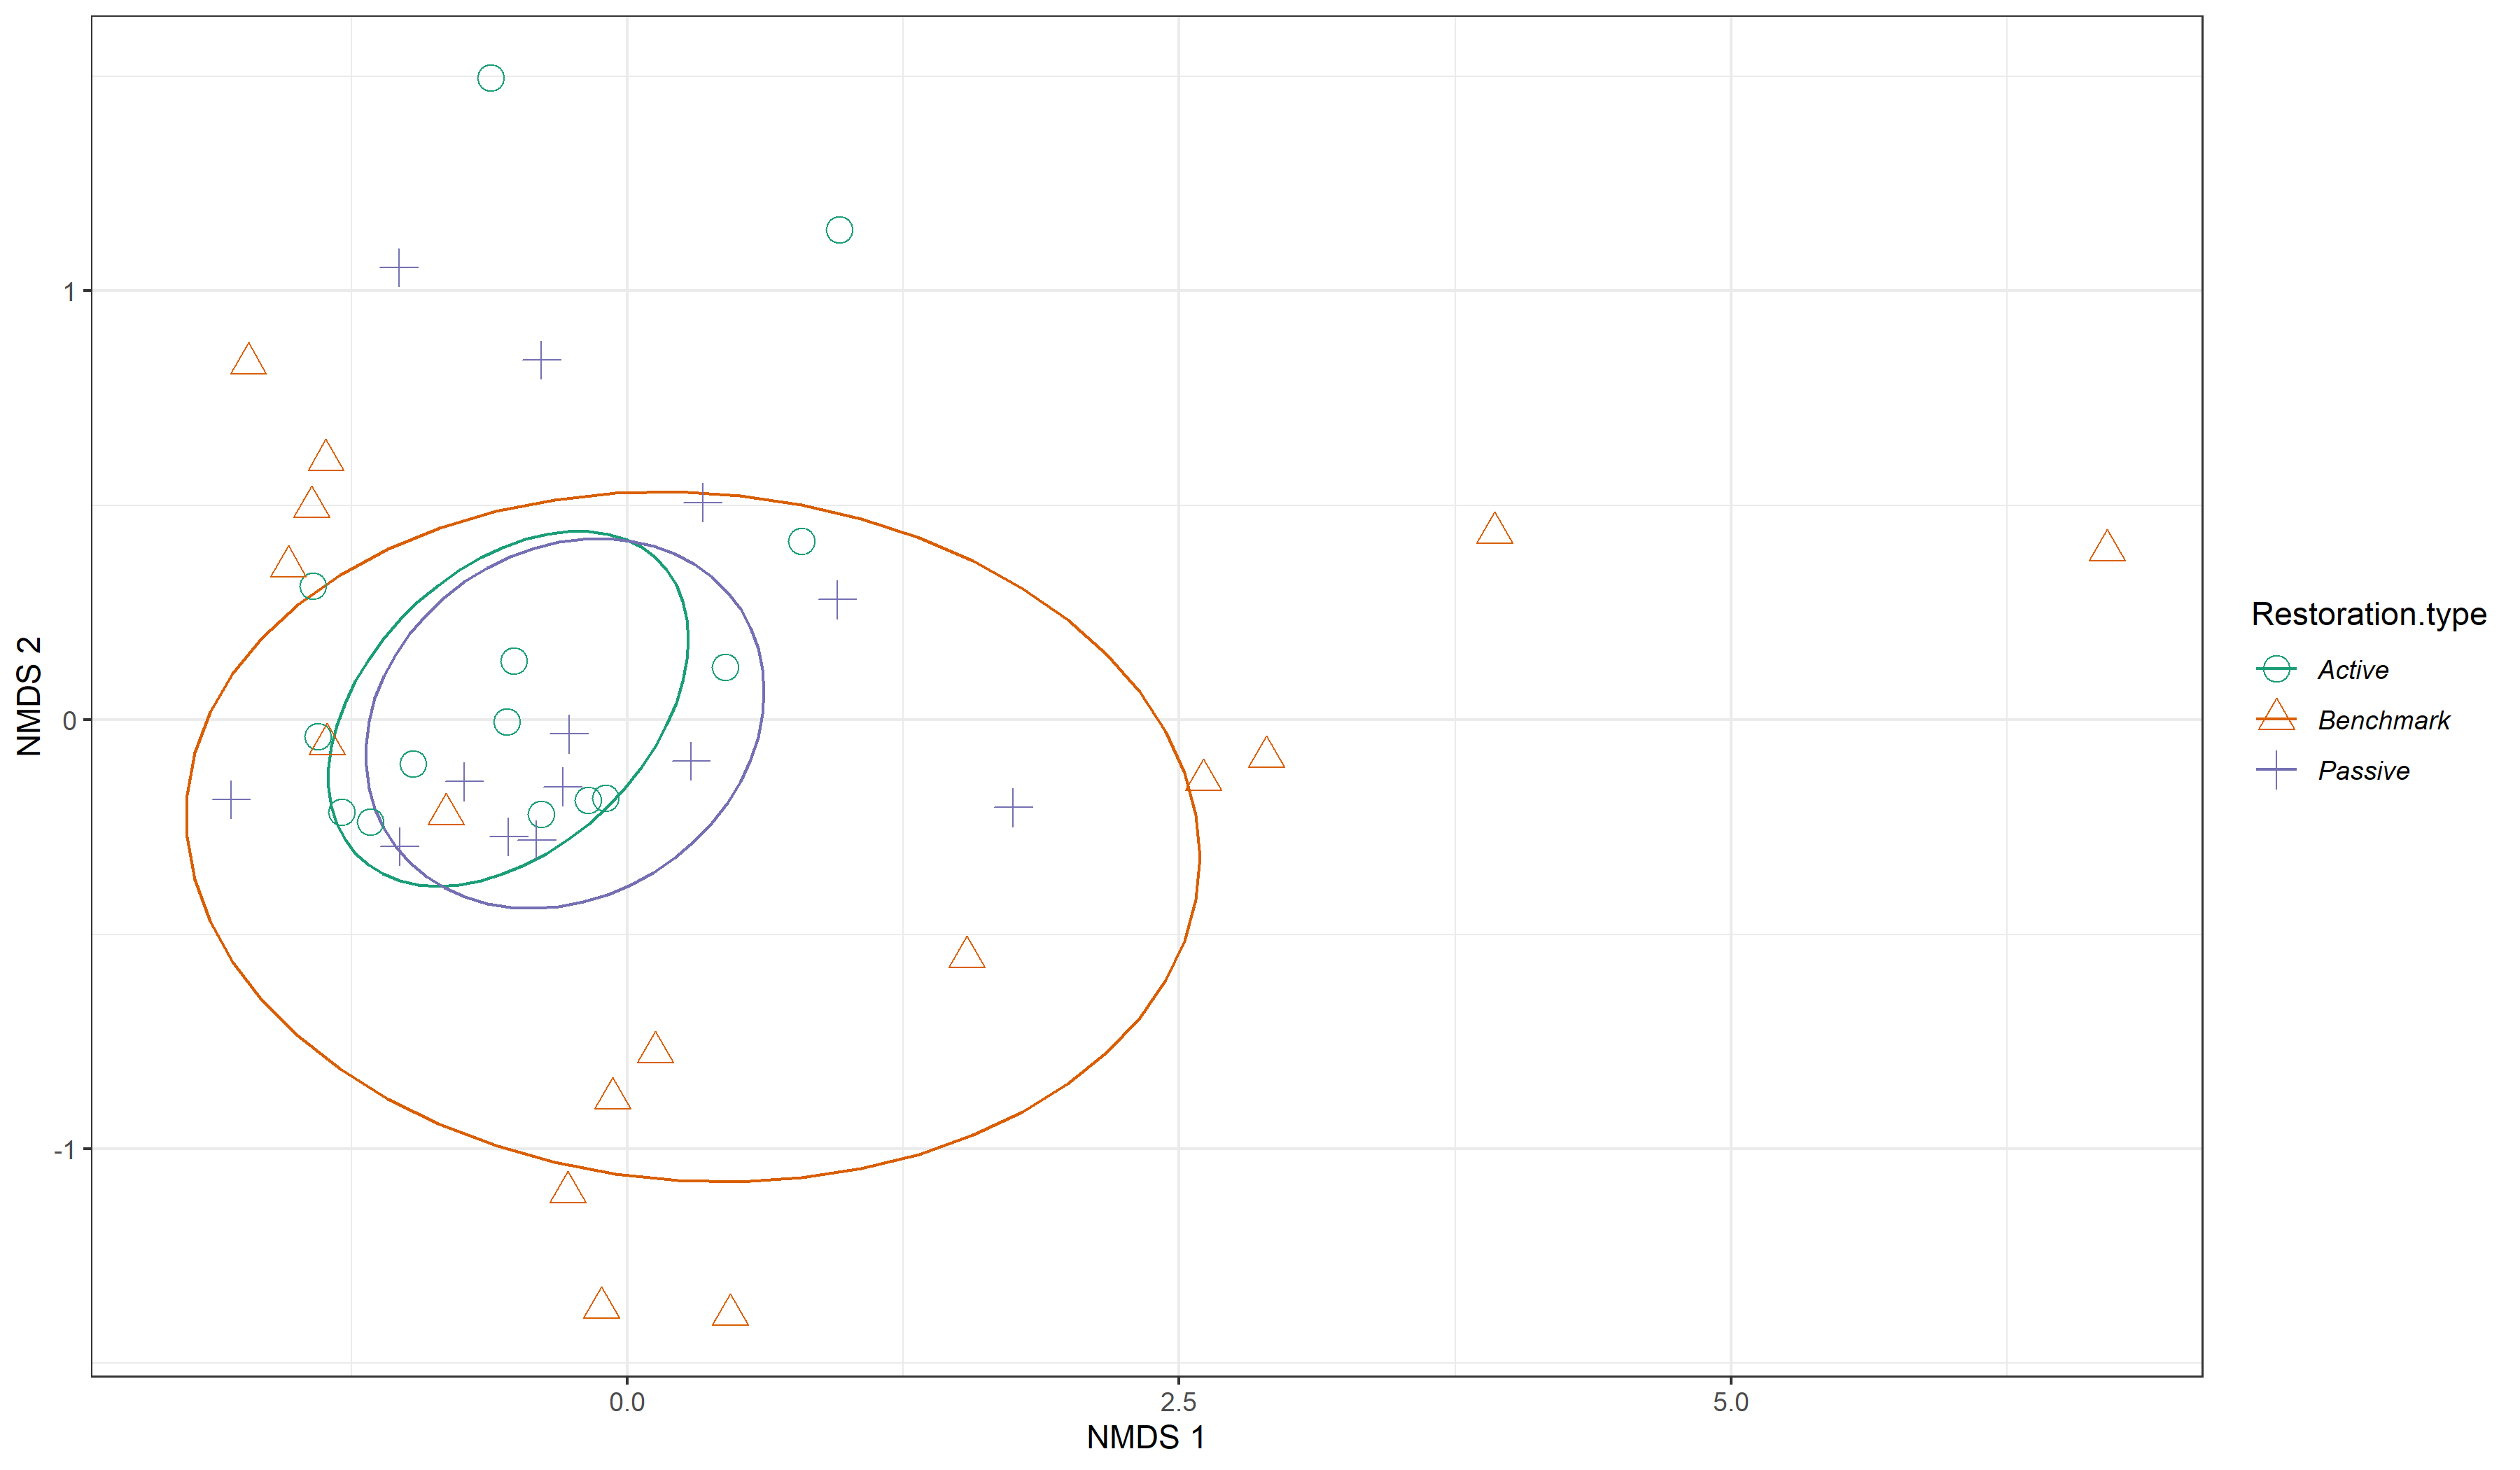 NMDS 2
1
0
-1
0.0
2.5
5.0
NMDS 1
Restoration.type
Active
Benchmark
Passive